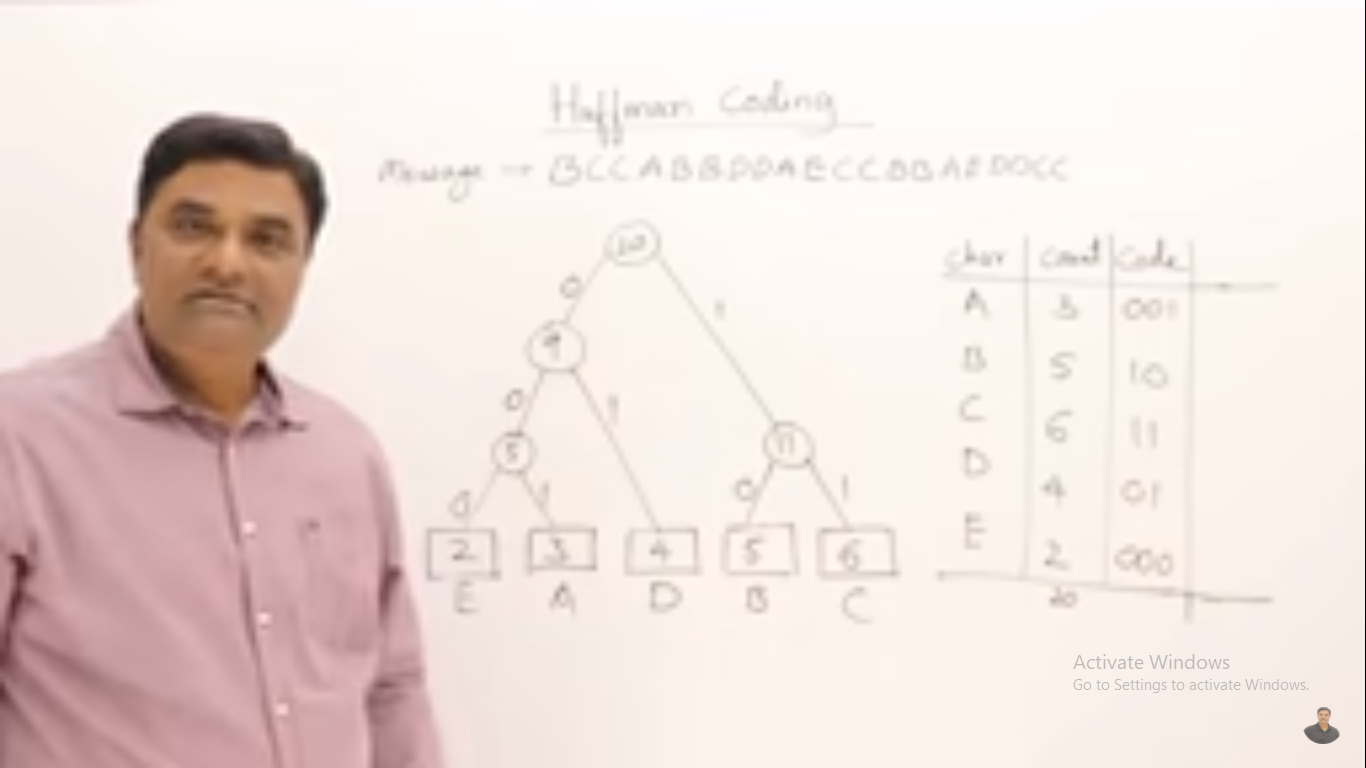 Huffman Coding
Message → BCCABBDDAECCBBAEDDCC
20
0 1
9
0 1
5 11
0 1 0 1
2 3 4 5 6
E A D B C
char count Code
A 3 001
B 5 10
C 6 11
D 4 01
E 2 000
20
Activate Windows
Go to Settings to activate Windows.